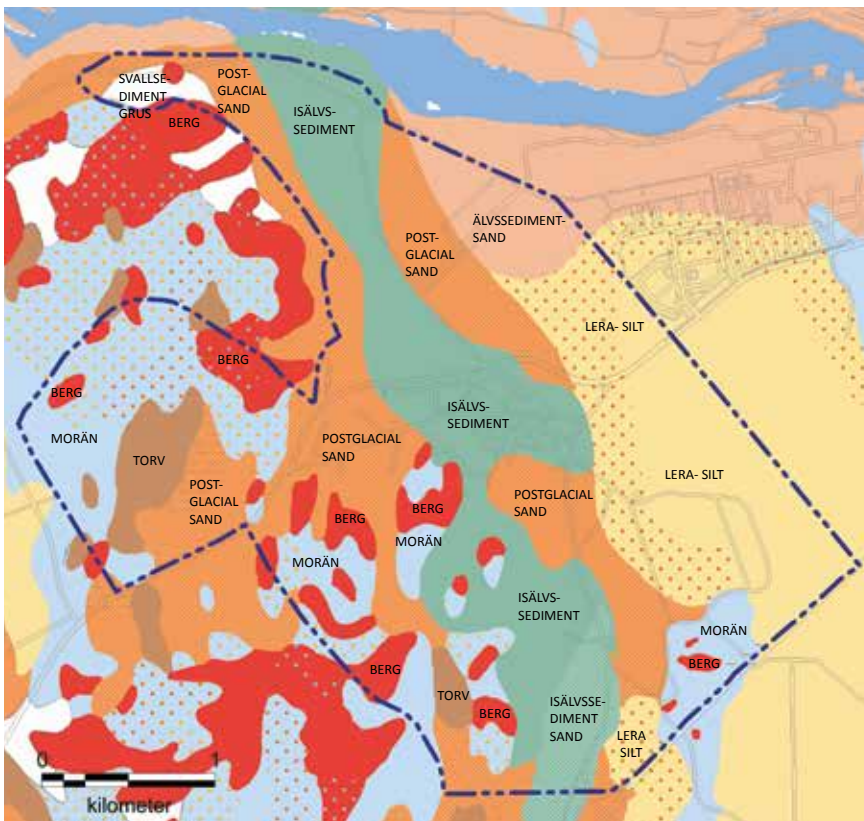 SVALLSE-
DIMENT
GRUS
POST-
GLACIAL
SAND
BERG
ISÄLVS-
SEDIMENT
ÄLVSSEDIMENT-
SAND
POST-
GLACIAL
SAND
LERA- SILT
BERG
BERG
ISÄLVS-
SEDIMENT
MORÄN
TORV
POSTGLACIAL
SAND
POST-
GLACIAL
SAND
LERA- SILT
POSTGLACIAL
SAND
BERG
BERG
MORÄN
MORÄN
ISÄLVS-
SEDIMENT
MORÄN
BERG
BERG
TORV
BERG
ISÄLVSSE-
DIMENT
SAND
LERA
SILT
0 1
kilometer